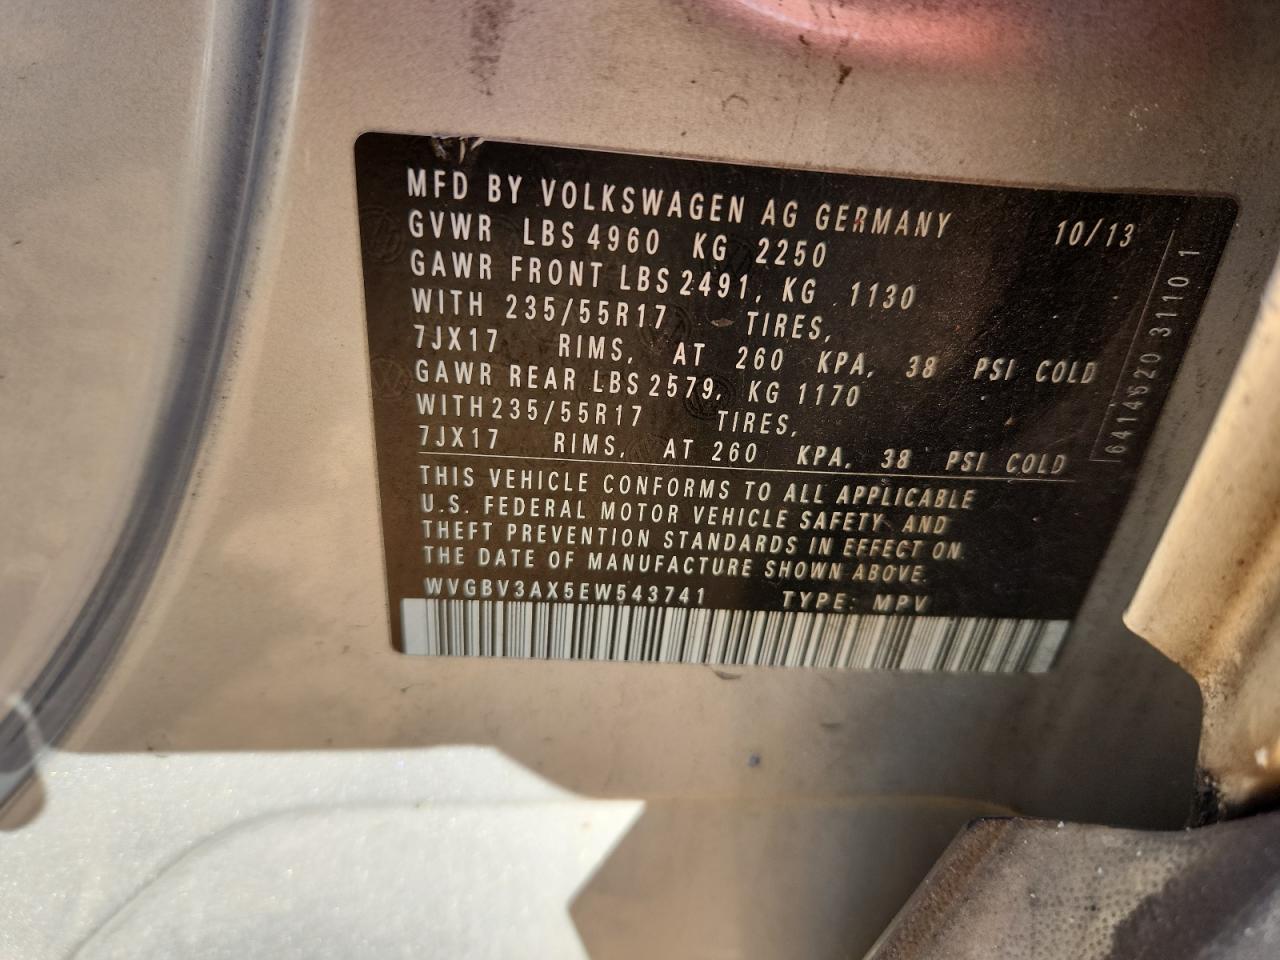 MFD BY VOLKSWAGEN AG GERMANY 10/13
GVWR LBS 4960 KG 2250
GAWR FRONT LBS 2491, KG 1130
WITH 235/55R17 TIRES,
7JX17 RIMS, AT 260 KPA, 38 PSI COLD
GAWR REAR LBS 2579, KG 1170
WITH 235/55R17 TIRES,
7JX17 RIMS, AT 260 KPA, 38 PSI COLD
THIS VEHICLE CONFORMS TO ALL APPLICABLE
U.S. FEDERAL MOTOR VEHICLE SAFETY AND
THEFT PREVENTION STANDARDS IN EFFECT ON
THE DATE OF MANUFACTURE SHOWN ABOVE.
WVGBV3AX5EW543741 TYPE: MPV
6414620 31101